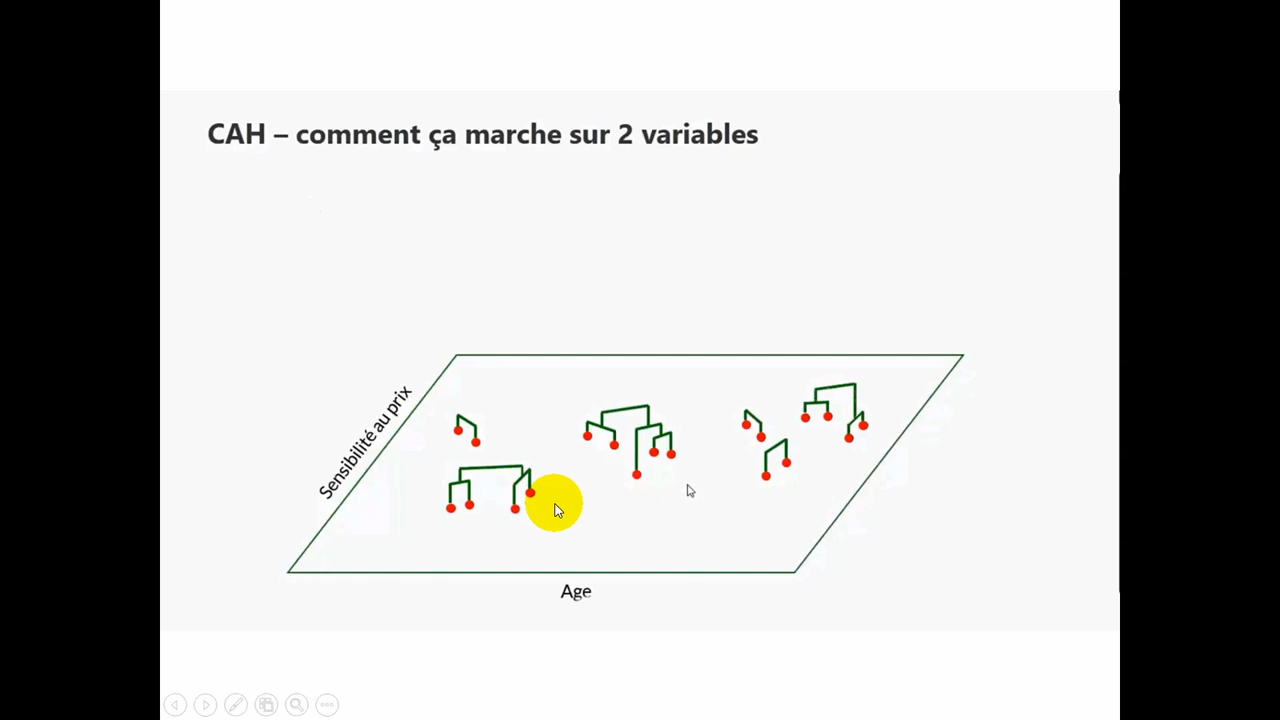 CAH – comment ça marche sur 2 variables
Sensibilité au prix
Age